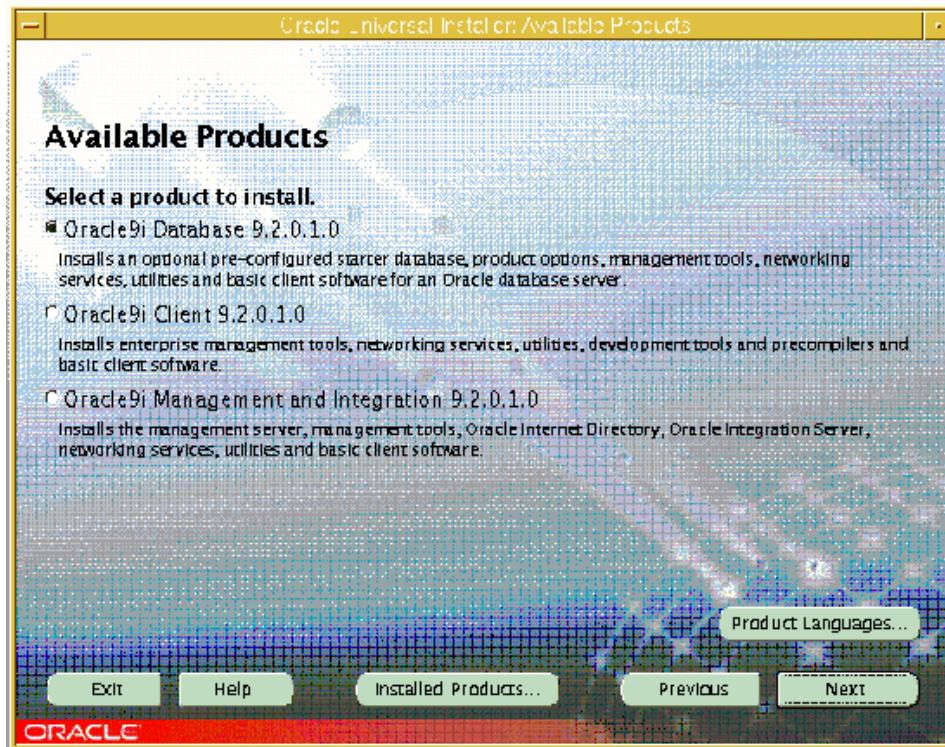 Oracle Universal Installer: Available Products
Available Products
Select a product to install.
Oracle9i Database 9.2.0.1.0
Installs an optional pre-configured starter database, product options, management tools, networking
services, utilities and basic client software for an Oracle database server.
Oracle9i Client 9.2.0.1.0
Installs enterprise management tools, networking services, utilities, development tools and precompilers and
basic client software.
Oracle9i Management and Integration 9.2.0.1.0
Installs the management server, management tools, Oracle Internet Directory, Oracle Integration Server,
networking services, utilities and basic client software.
Product Languages...
Exit Help Installed Products... Previous Next
ORACLE